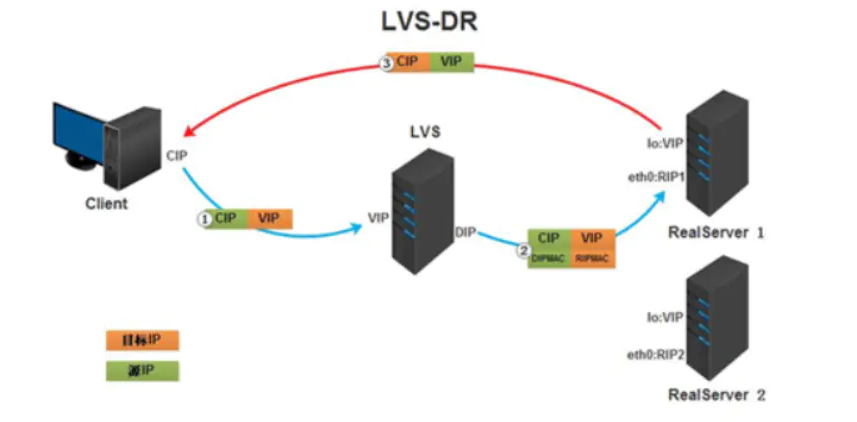 LVS-DR
③ CIP VIP
LVS
lo:VIP
CIP
eth0:RIP1
Client
① CIP VIP
VIP
DIP
② CIP VIP
DIPMAC RIPMAC
RealServer 1
lo:VIP
目标IP
eth0:RIP2
源IP
RealServer 2